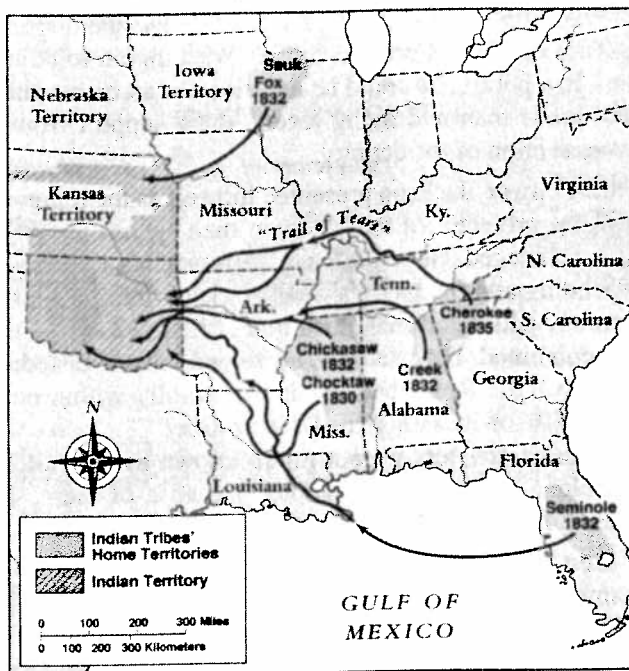 Nebraska
Territory
Iowa
Territory
Sauk
Fox
1832
Kansas
Territory
Missouri
"Trail of Tears"
Ky.
Virginia
N. Carolina
Tenn.
Ark.
Cherokee
1835
S. Carolina
Chickasaw
1832
Creek
1832
Chocktaw
1830
Georgia
Alabama
Miss.
Louisiana
Florida
Seminole
1832
N
Indian Tribes'
Home Territories
Indian Territory
0 100 200 300 Miles
0 100 200 300 Kilometers
GULF OF
MEXICO